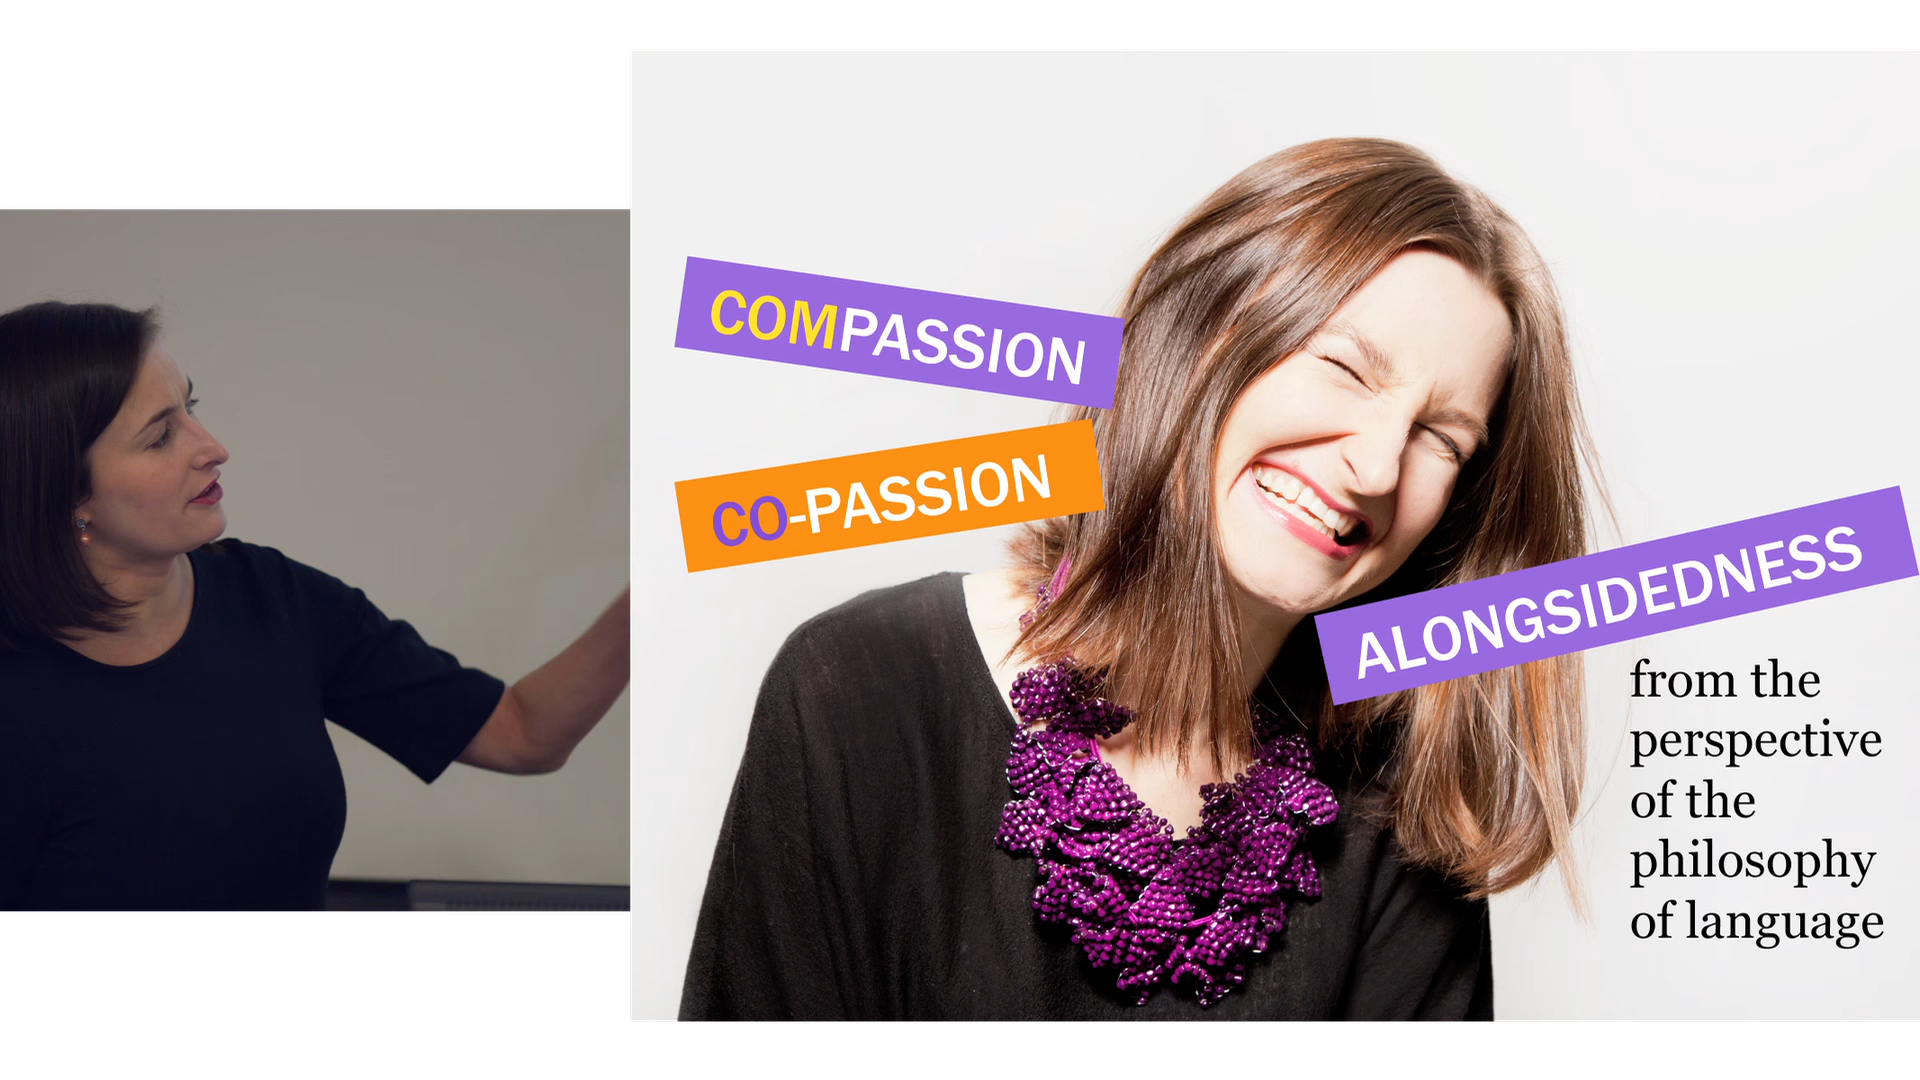 COMPASSION
CO-PASSION
ALONGSIDEDNESS
from the
perspective
of the
philosophy
of language